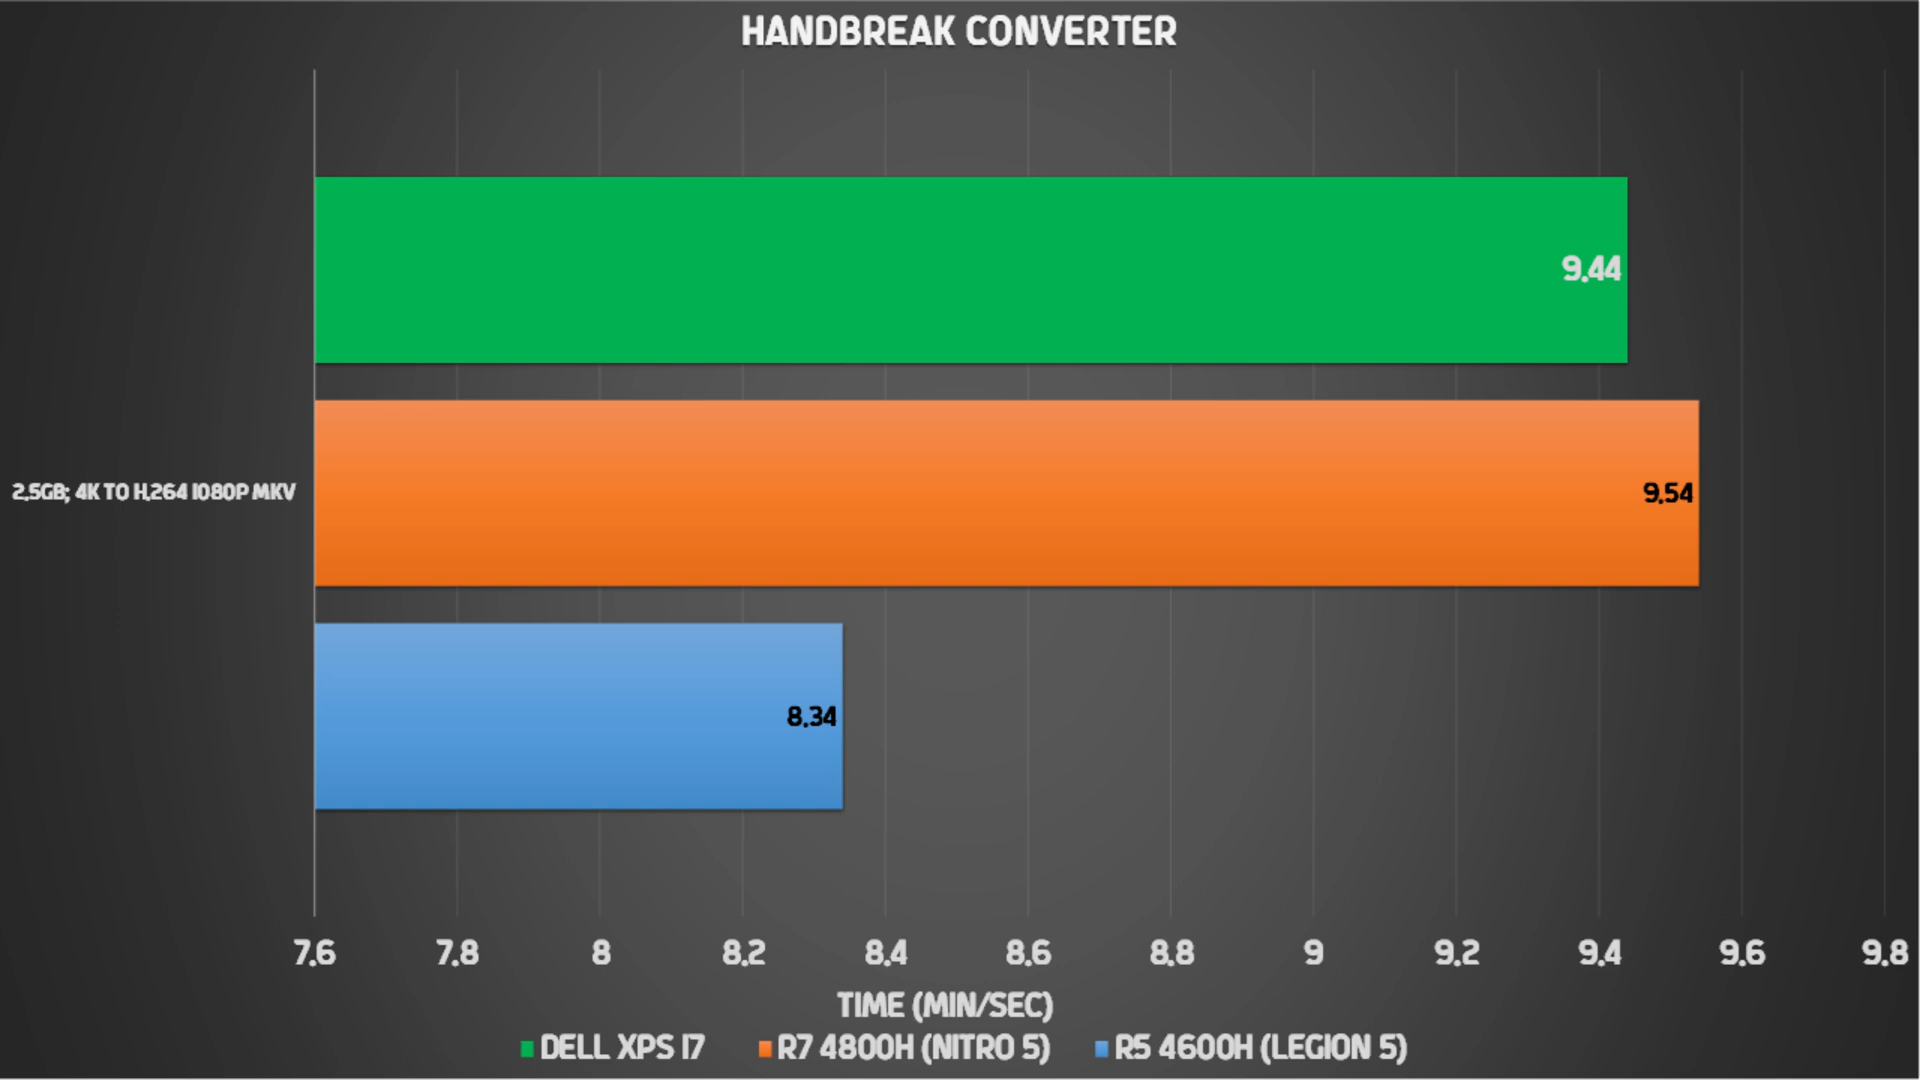 HANDBREAK CONVERTER
9.44
2.5GB; 4K TO H.264 1080P MKV
9.54
8.34
7.6 7.8 8 8.2 8.4 8.6 8.8 9 9.2 9.4 9.6 9.8
TIME (MIN/SEC)
DELL XPS I7 R7 4800H (NITRO 5) R5 4600H (LEGION 5)